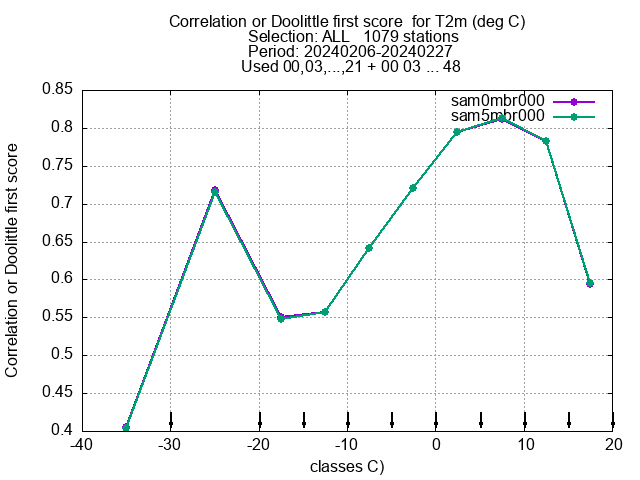 Correlation or Doolittle first score  for T2m (deg C)
Selection: ALL   1079 stations
Period: 20240206-20240227
Used 00,03,...,21 + 00 03 ... 48
sam0mbr000
sam5mbr000
Correlation or Doolittle first score
0.85
0.8
0.75
0.7
0.65
0.6
0.55
0.5
0.45
0.4
-40 -30 -20 -10 0 10 20
classes C)